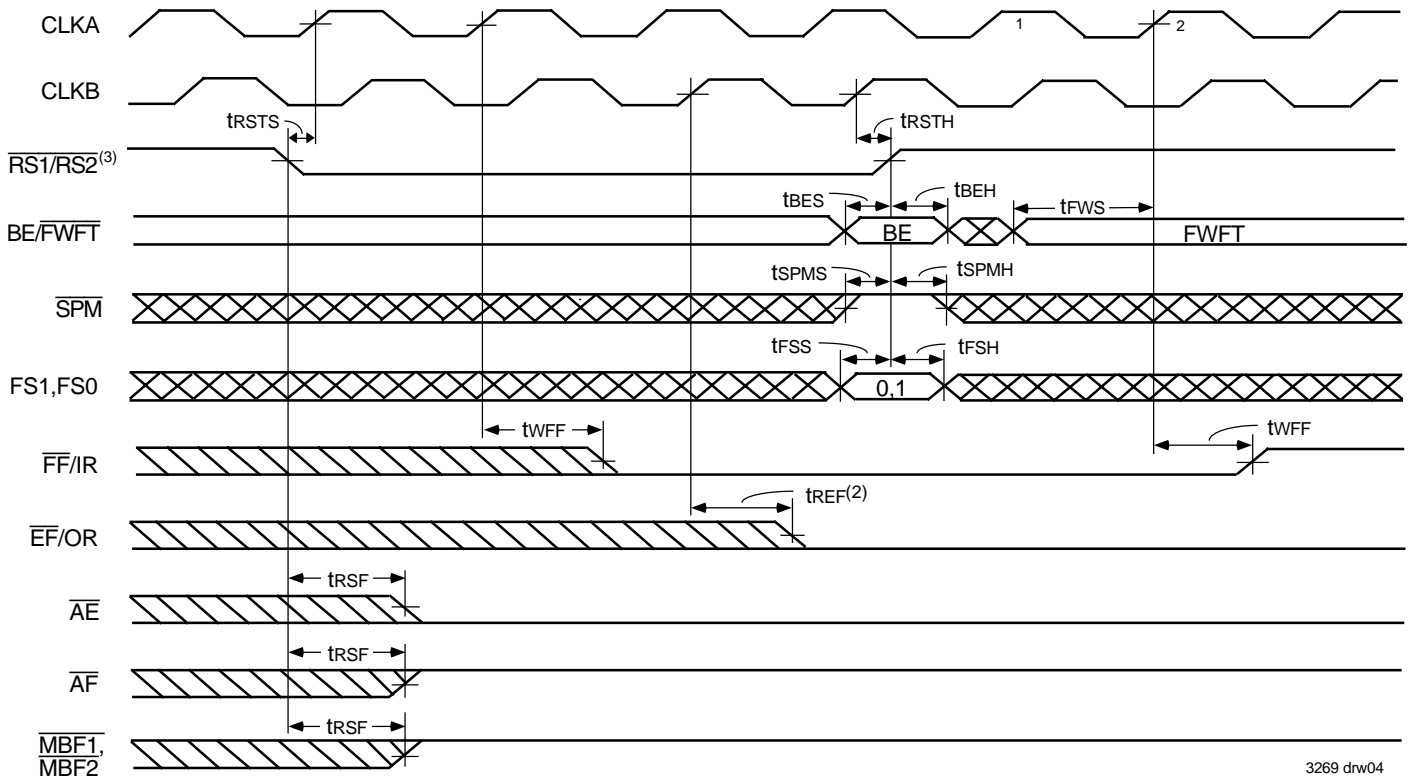 CLKA
1
2
CLKB
tRSTS
tRSTH
RS1/RS2(3)
tBES
tBEH
tFWS
BE/FWFT
BE
FWFT
tSPMS
tSPMH
SPM
tFSS
tFSH
FS1,FS0
0,1
tWFF
tWFF
FF/IR
tREF(2)
EF/OR
tRSF
AE
tRSF
AF
tRSF
MBF1,
MBF2
3269 drw04